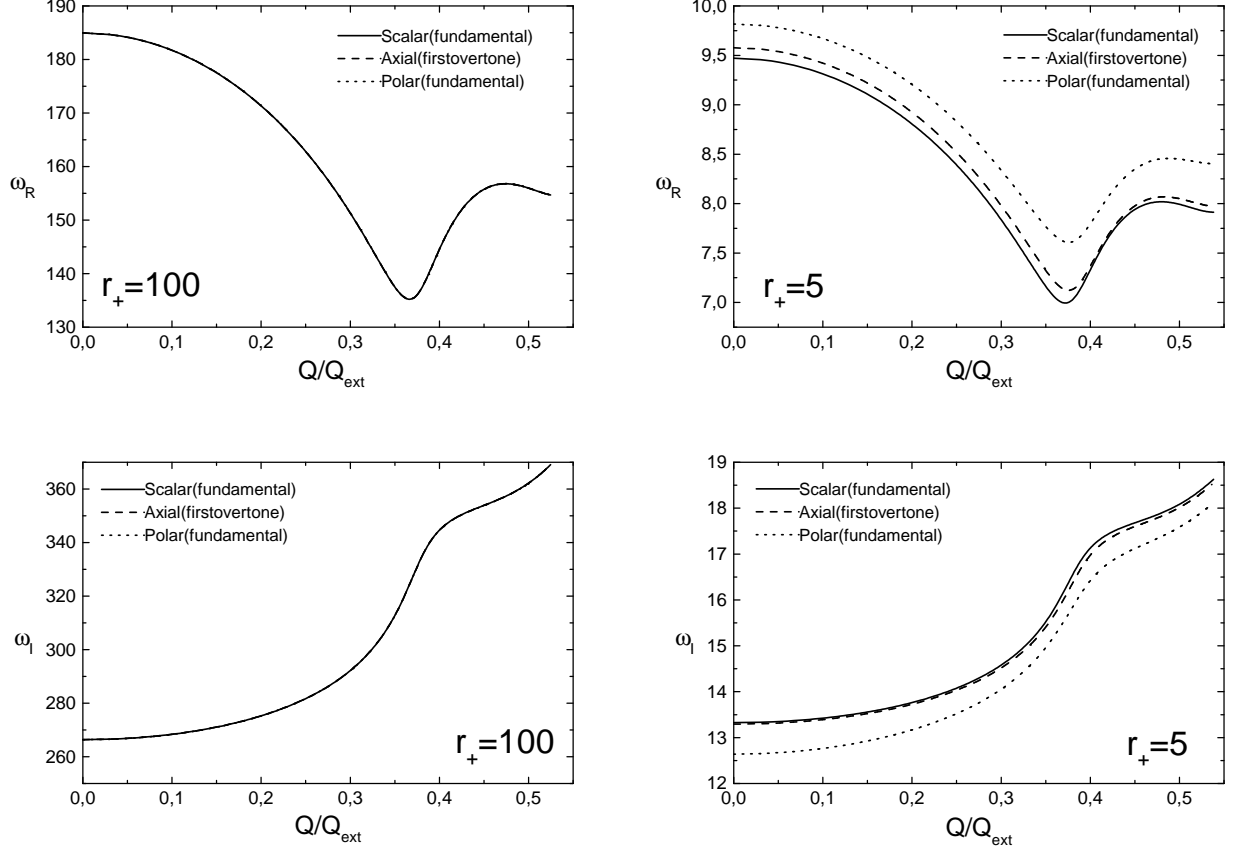 190
180
170
160
150
140
130
ω_R
0,0 0,1 0,2 0,3 0,4 0,5
Q/Q_ext
Scalar(fundamental)
Axial(firstovertone)
Polar(fundamental)
r_+=100
10,0
9,5
9,0
8,5
8,0
7,5
7,0
ω_R
0,0 0,1 0,2 0,3 0,4 0,5
Q/Q_ext
Scalar(fundamental)
Axial(firstovertone)
Polar(fundamental)
r_+=5
360
340
320
300
280
260
ω_I
0,0 0,1 0,2 0,3 0,4 0,5
Q/Q_ext
Scalar(fundamental)
Axial(firstovertone)
Polar(fundamental)
r_+=100
19
18
17
16
15
14
13
12
ω_I
0,0 0,1 0,2 0,3 0,4 0,5
Q/Q_ext
Scalar(fundamental)
Axial(firstovertone)
Polar(fundamental)
r_+=5